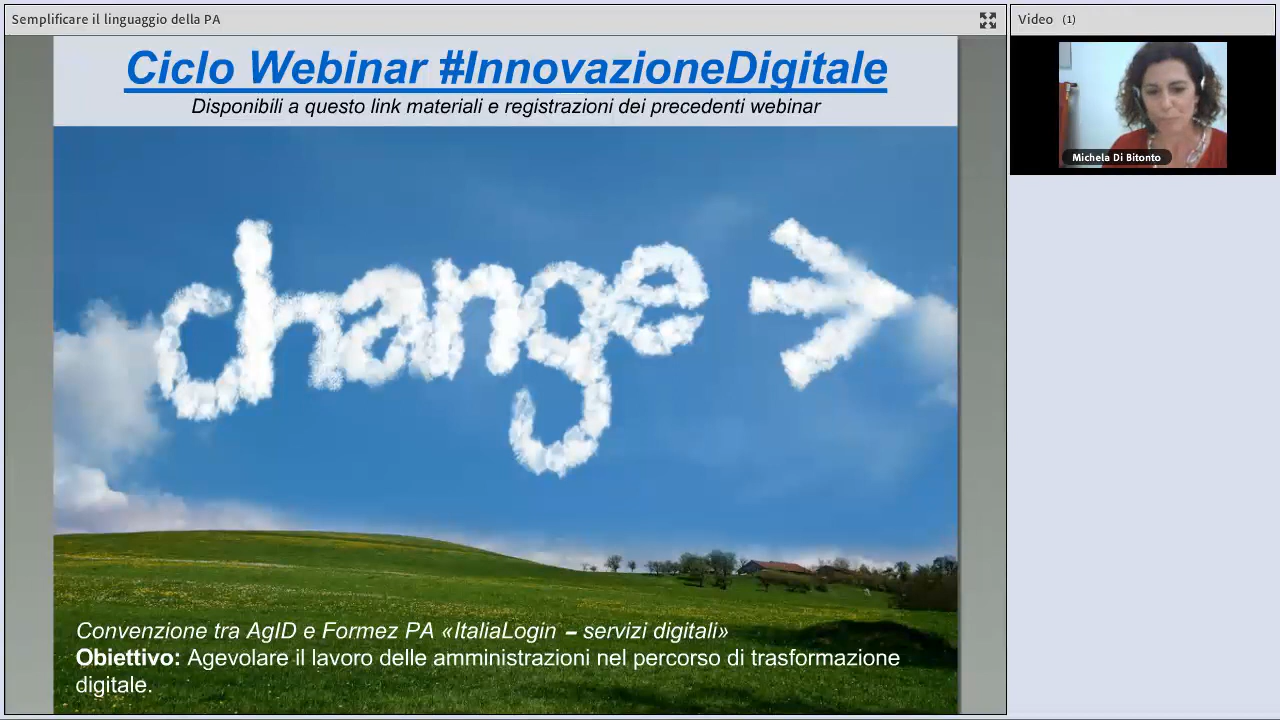 Semplificare il linguaggio della PA
Video (1)
Ciclo Webinar #InnovazioneDigitale
Disponibili a questo link materiali e registrazioni dei precedenti webinar
Michela Di Bitonto
change
Convenzione tra AgID e Formez PA «ItaliaLogin – servizi digitali»
Obiettivo: Agevolare il lavoro delle amministrazioni nel percorso di trasformazione
digitale.